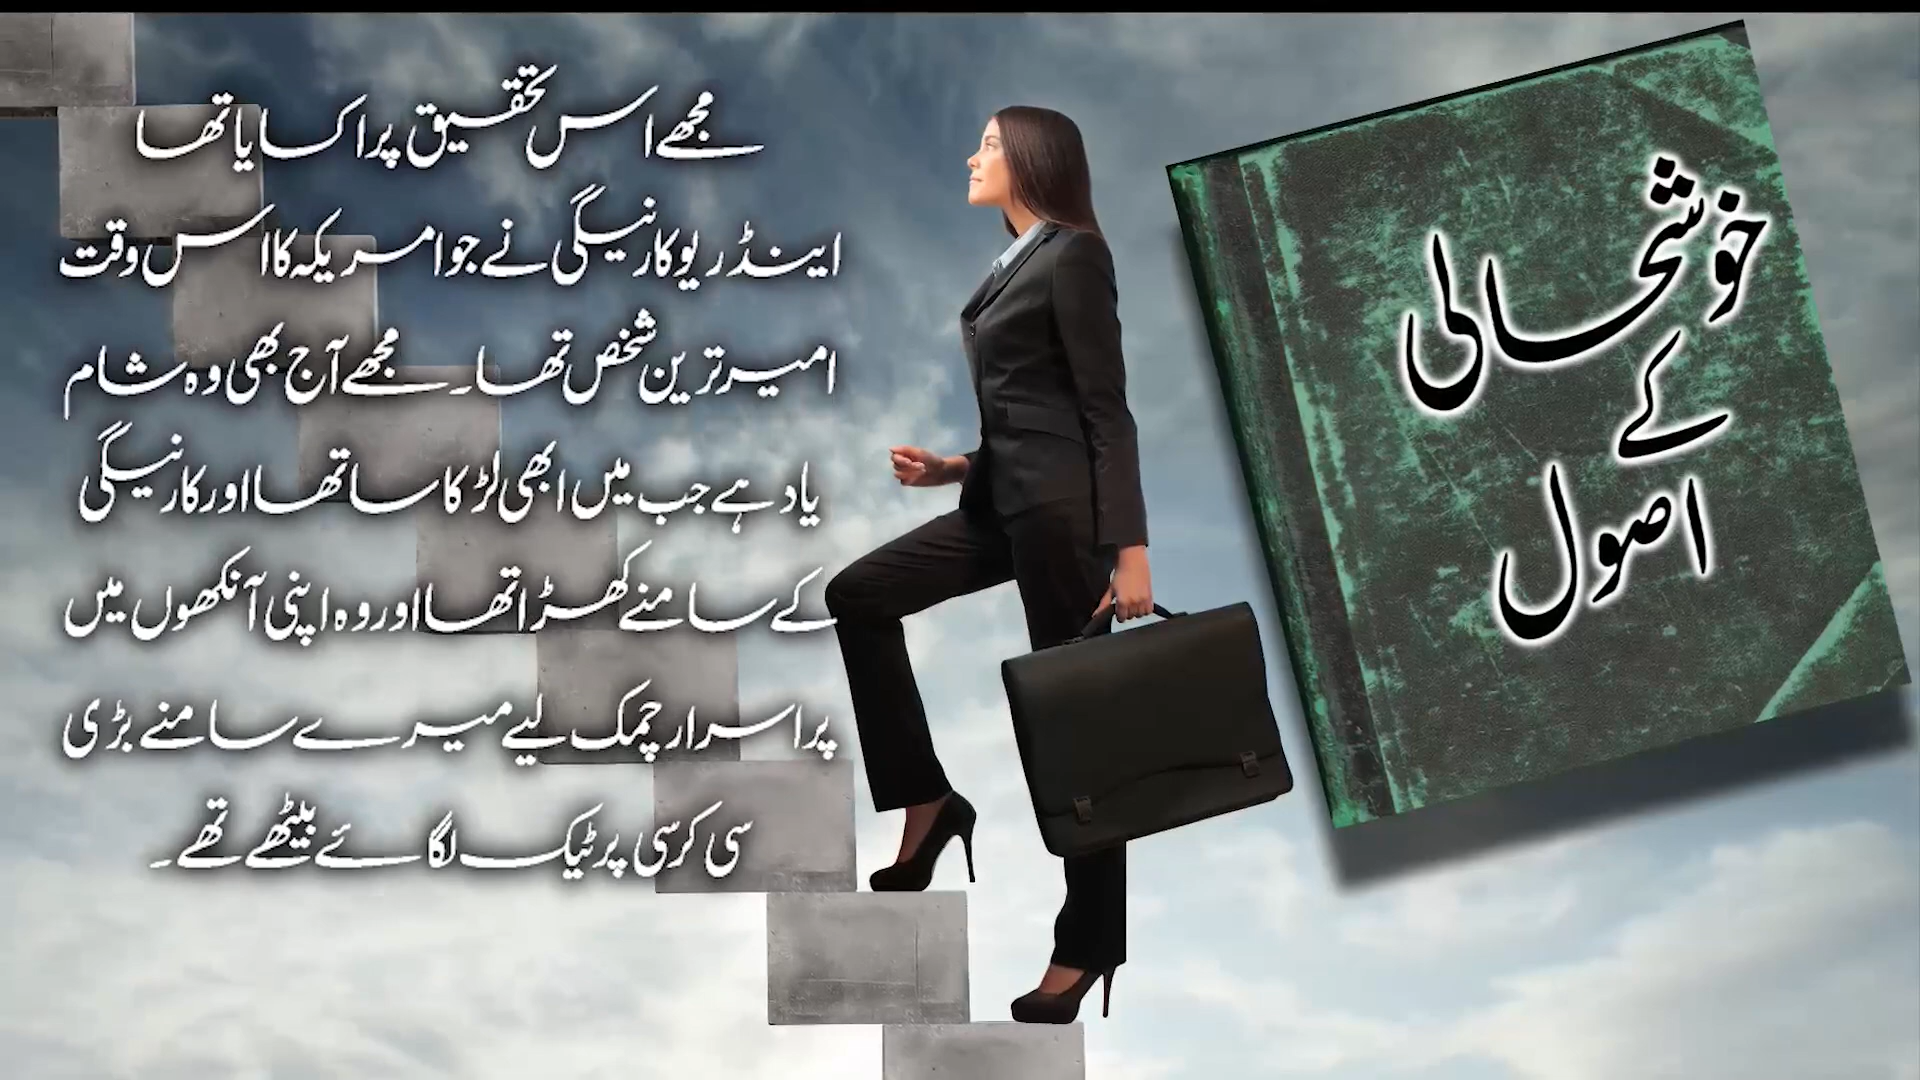 مجھے اس تحقیق پر اکسایا تھا
اینڈریو کارنیگی نے جو امریکہ کا اس وقت
امیر ترین شخص تھا۔ مجھے آج بھی وہ شام
یاد ہے جب میں ابھی لڑکا سا تھا اور کارنیگی
کے سامنے کھڑا تھا اور وہ اپنی آنکھوں میں
پراسرار چمک لیے میرے سامنے بڑی
سی کرسی پر ٹیک لگائے بیٹھے تھے۔
خوشحالی
کے
اصول